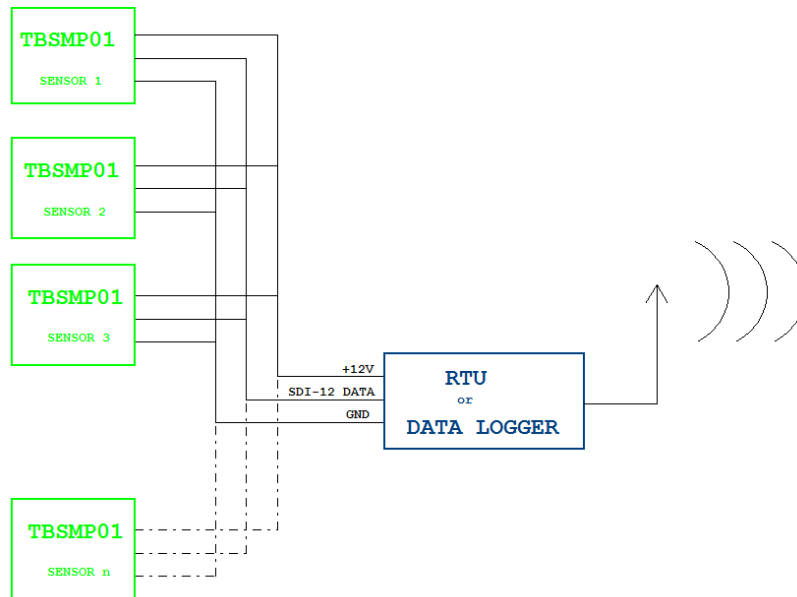 TBSMP01
SENSOR 1
TBSMP01
SENSOR 2
TBSMP01
SENSOR 3
+12V
SDI-12 DATA
GND
RTU
or
DATA LOGGER
TBSMP01
SENSOR n